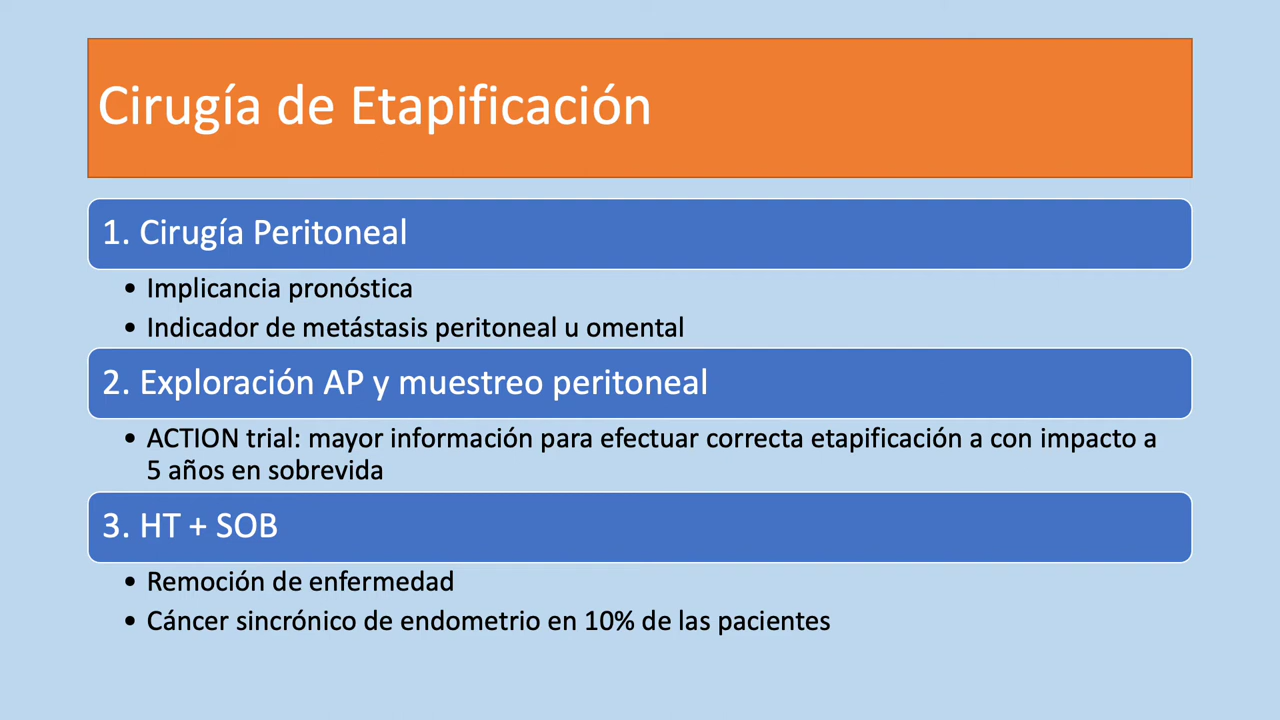 Cirugía de Etapificación
1. Cirugía Peritoneal
• Implicancia pronóstica
• Indicador de metástasis peritoneal u omental
2. Exploración AP y muestreo peritoneal
• ACTION trial: mayor información para efectuar correcta etapificación a con impacto a
5 años en sobrevida
3. HT + SOB
• Remoción de enfermedad
• Cáncer sincrónico de endometrio en 10% de las pacientes